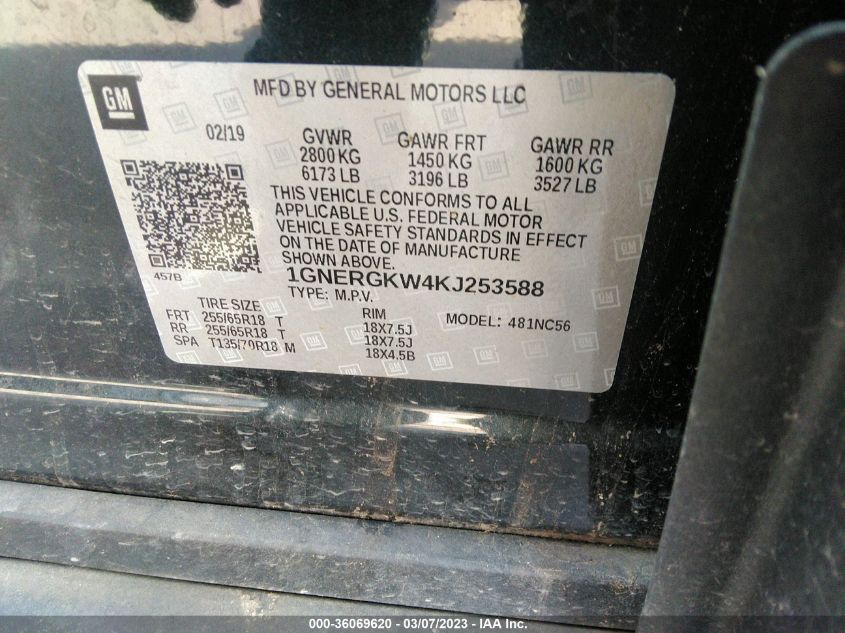 GM
MFD BY GENERAL MOTORS LLC
02/19
GVWR GAWR FRT GAWR RR
2800 KG 1450 KG 1600 KG
6173 LB 3196 LB 3527 LB
THIS VEHICLE CONFORMS TO ALL
APPLICABLE U.S. FEDERAL MOTOR
VEHICLE SAFETY STANDARDS IN EFFECT
ON THE DATE OF MANUFACTURE
SHOWN ABOVE.
457B
1GNERGKW4KJ253588
TYPE: M.P.V.
MODEL: 481NC56
TIRE SIZE RIM
FRT 255/65R18 T 18X7.5J
RR 255/65R18 T 18X7.5J
SPA T135/70R18 M 18X4.5B
000-36069620 - 03/07/2023 - IAA Inc.